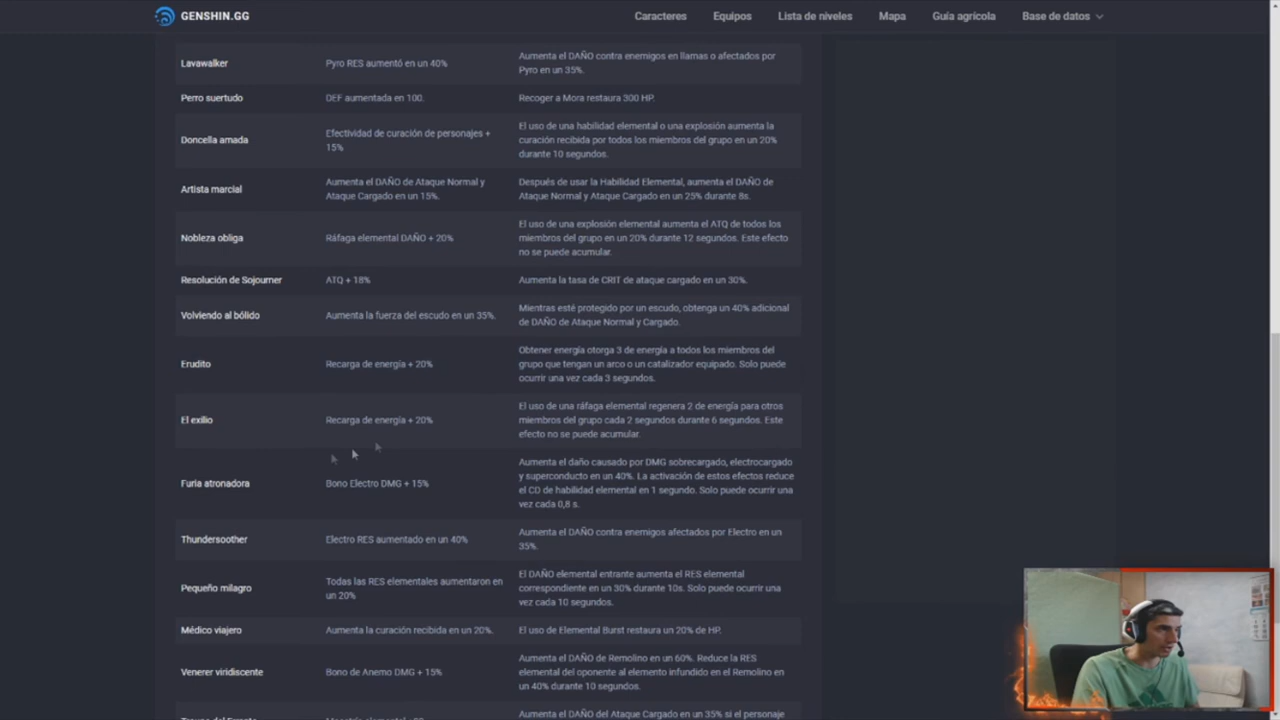 GENSHIN.GG
Caracteres
Equipos
Lista de niveles
Mapa
Guía agrícola
Base de datos
Lavawalker
Pyro RES aumentó en un 40%
Aumenta el DAÑO contra enemigos en llamas o afectados por
Pyro en un 35%.
Perro suertudo
DEF aumentada en 100.
Recoger a Mora restaura 300 HP.
Doncella amada
Efectividad de curación de personajes +
15%
El uso de una habilidad elemental o una explosión aumenta la
curación recibida por todos los miembros del grupo en un 20%
durante 10 segundos.
Artista marcial
Aumenta el DAÑO de Ataque Normal y
Ataque Cargado en un 15%.
Después de usar la Habilidad Elemental, aumenta el DAÑO de
Ataque Normal y Ataque Cargado en un 25% durante 8s.
Nobleza obliga
Ráfaga elemental DAÑO + 20%
El uso de una explosión elemental aumenta el ATQ de todos los
miembros del grupo en un 20% durante 12 segundos. Este efecto
no se puede acumular.
Resolución de Sojourner
ATQ + 18%
Aumenta la tasa de CRIT de ataque cargado en un 30%.
Volviendo al bólido
Aumenta la fuerza del escudo en un 35%.
Mientras esté protegido por un escudo, obtenga un 40% adicional
de DAÑO de Ataque Normal y Cargado.
Erudito
Recarga de energía + 20%
Obtener energía otorga 3 de energía a todos los miembros del
grupo que tengan un arco o un catalizador equipado. Solo puede
ocurrir una vez cada 3 segundos.
El exilio
Recarga de energía + 20%
El uso de una ráfaga elemental regenera 2 de energía para otros
miembros del grupo cada 2 segundos durante 6 segundos. Este
efecto no se puede acumular.
Furia atronadora
Bono Electro DMG + 15%
Aumenta el daño causado por DMG sobrecargado, electrocargado
y superconducto en un 40%. La activación de estos efectos reduce
el CD de habilidad elemental en 1 segundo. Solo puede ocurrir una
vez cada 0,8 s.
Thundersoother
Electro RES aumentado en un 40%
Aumenta el DAÑO contra enemigos afectados por Electro en un
35%.
Pequeño milagro
Todas las RES elementales aumentaron en
un 20%
El DAÑO elemental entrante aumenta el RES elemental
correspondiente en un 30% durante 10s. Solo puede ocurrir una
vez cada 10 segundos.
Médico viajero
Aumenta la curación recibida en un 20%.
El uso de Elemental Burst restaura un 20% de HP.
Venerer viridiscente
Bono de Anemo DMG + 15%
Aumenta el DAÑO de Remolino en un 60%. Reduce la RES
elemental del oponente al elemento infundido en el Remolino en
un 40% durante 10 segundos.
Aumenta el DAÑO del Ataque Cargado en un 35% si el personaje